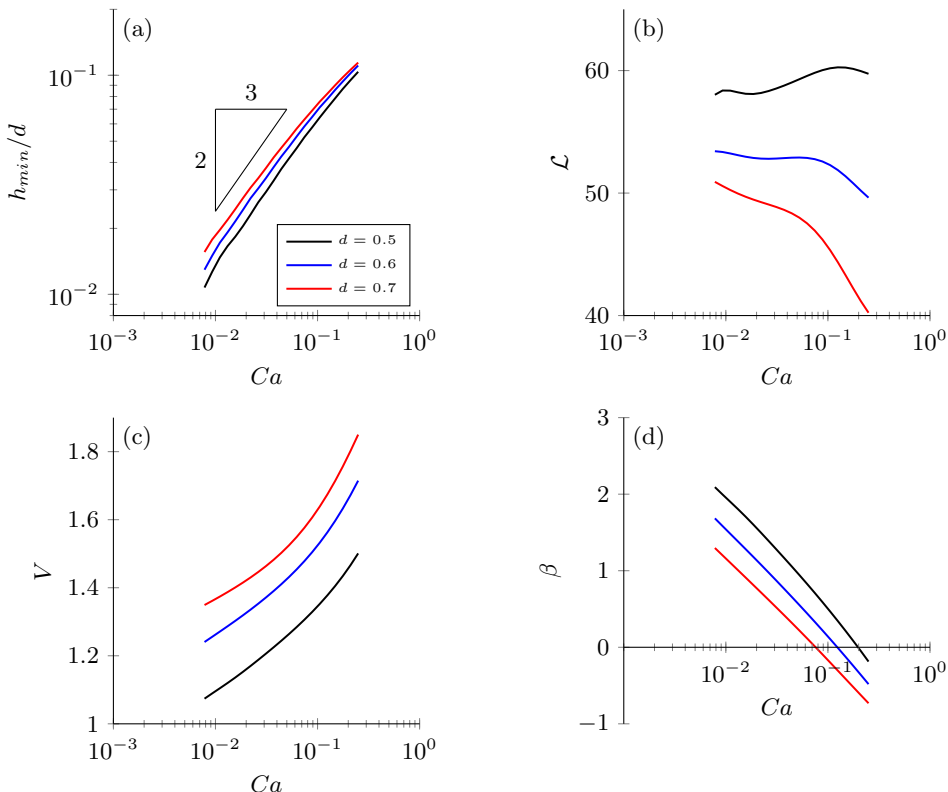 (a)
10^{-1}
10^{-2}
h_{min}/d
3
2
d = 0.5
d = 0.6
d = 0.7
10^{-3} 10^{-2} 10^{-1} 10^{0}
Ca
(b)
60
50
40
ℒ
10^{-3} 10^{-2} 10^{-1} 10^{0}
Ca
(c)
1.8
1.6
1.4
1.2
1
V
10^{-3} 10^{-2} 10^{-1} 10^{0}
Ca
(d)
3
2
1
0
−1
β
10^{-2} 10^{-1} 10^{0}
Ca